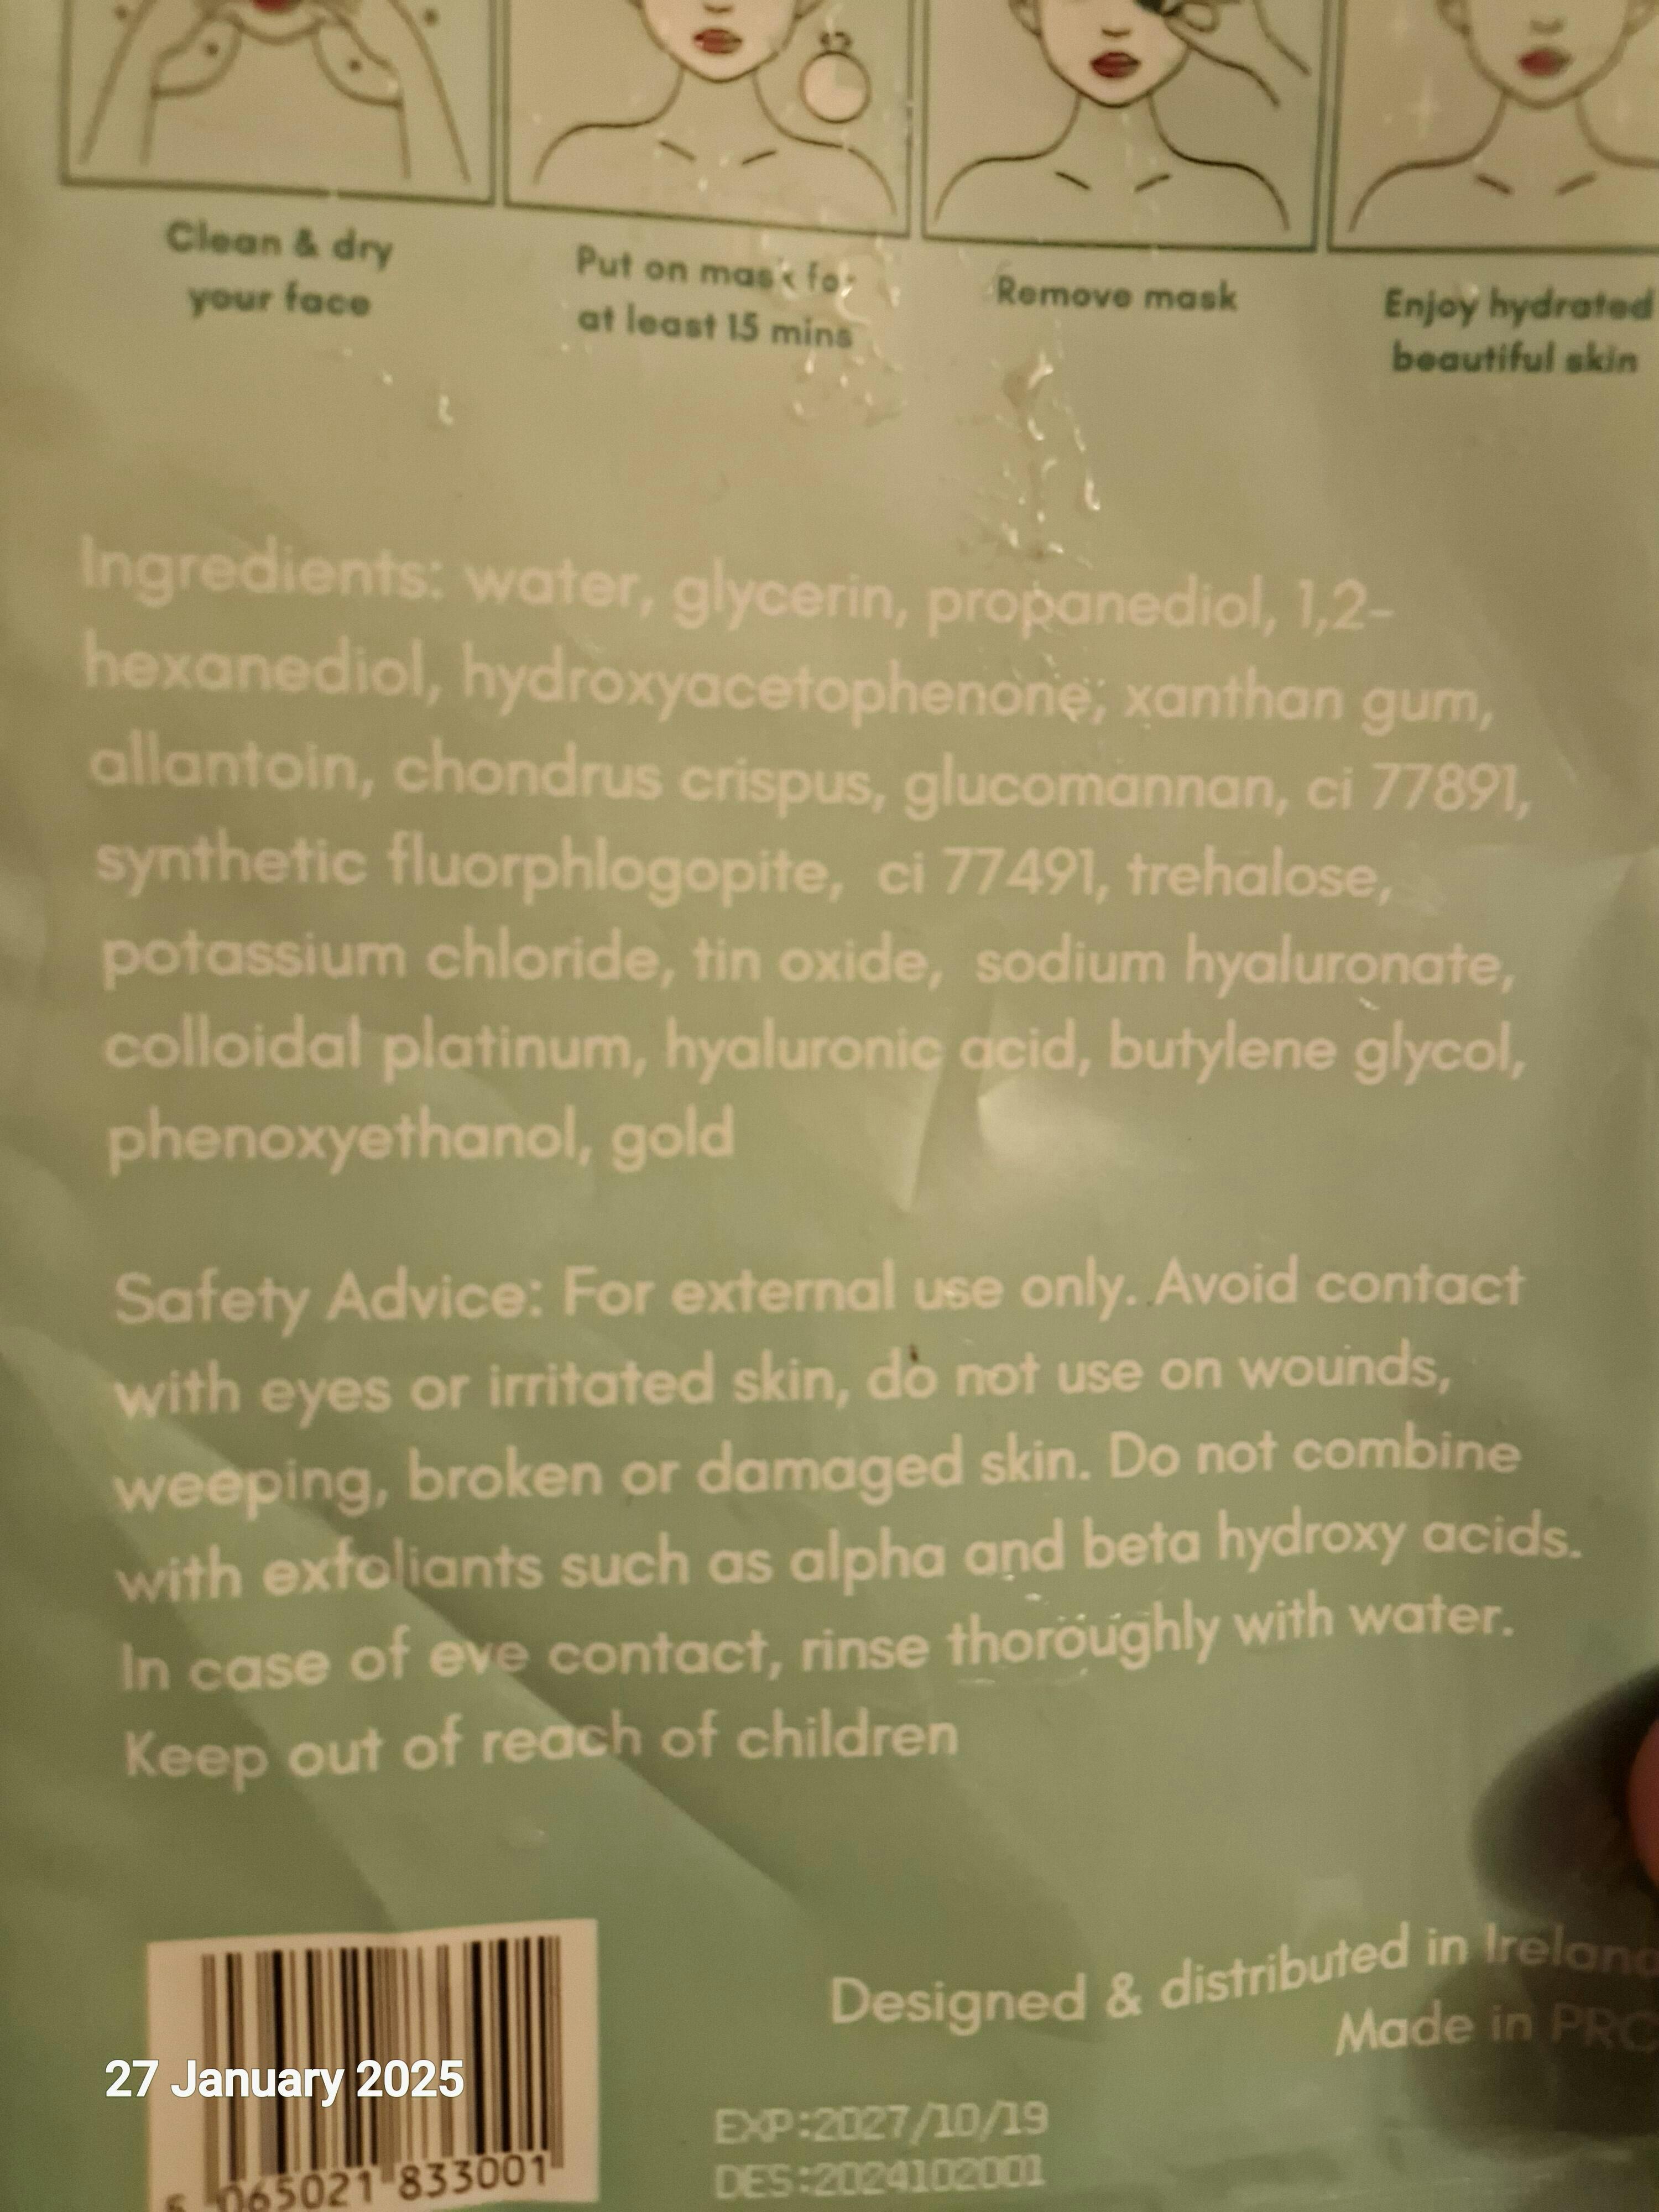 Clean & dry
your face
Put on mask for
at least 15 mins
Remove mask
Enjoy hydrated
beautiful skin
Ingredients: water, glycerin, propanediol, 1,2-
hexanediol, hydroxyacetophenone, xanthan gum,
allantoin, chondrus crispus, glucomannan, ci 77891,
synthetic fluorphlogopite, ci 77491, trehalose,
potassium chloride, tin oxide, sodium hyaluronate,
colloidal platinum, hyaluronic acid, butylene glycol,
phenoxyethanol, gold
Safety Advice: For external use only. Avoid contact
with eyes or irritated skin, do not use on wounds,
weeping, broken or damaged skin. Do not combine
with exfoliants such as alpha and beta hydroxy acids.
In case of eve contact, rinse thoroughly with water.
Keep out of reach of children
Designed & distributed in Ireland
Made in PRC
27 January 2025
EXP:2027/10/19
DES:2024102001
5 065021 833001